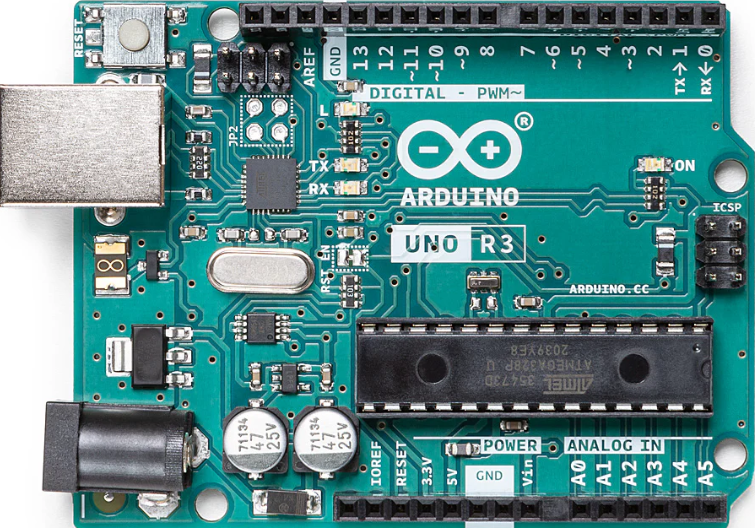 RESET
AREF
GND
13
12
~11
~10
~9
8
7
~6
~5
4
~3
2
TX→1
RX←0
DIGITAL - PWM~
L
JP2
TX
RX
ON
®
ARDUINO
UNO R3
ICSP
RST EN
ARDUINO.CC
ATMEL
ATMEGA328P U
35473D
2039YE8
71134
47
25V
71134
47
25V
IOREF
RESET
3.3V
5V
GND
Vin
POWER
ANALOG IN
A0
A1
A2
A3
A4
A5